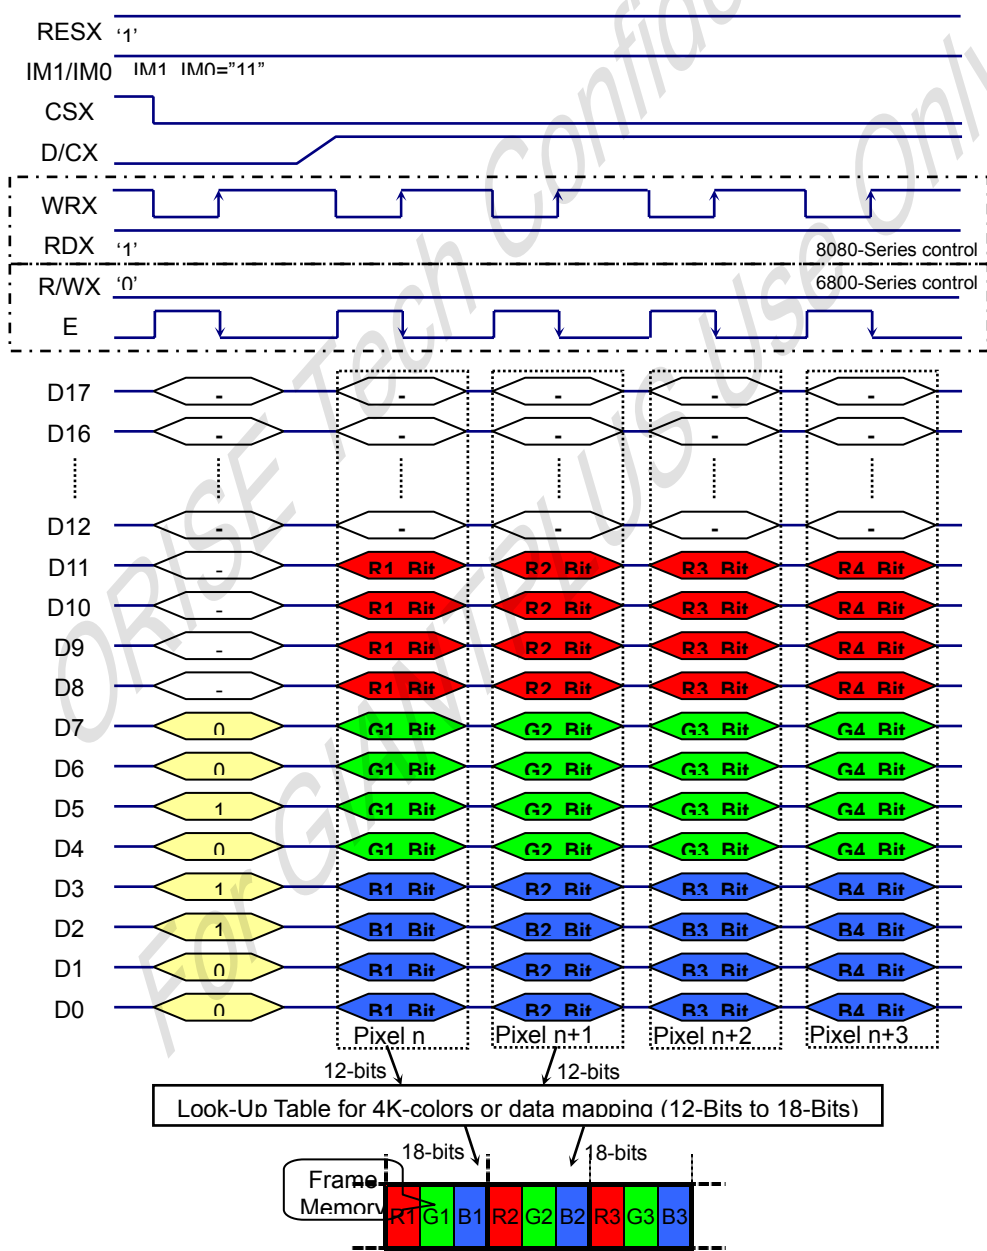 RESX '1'
IM1/IM0 IM1, IM0="11"
CSX
D/CX
WRX
RDX '1' 8080-Series control
R/WX '0' 6800-Series control
E
D17 - - - - -
D16 - - - - -
D12 - - - - -
D11 - R1 Bit R2 Bit R3 Bit R4 Bit
D10 - R1 Bit R2 Bit R3 Bit R4 Bit
D9 - R1 Bit R2 Bit R3 Bit R4 Bit
D8 - R1 Bit R2 Bit R3 Bit R4 Bit
D7 0 G1 Bit G2 Bit G3 Bit G4 Bit
D6 0 G1 Bit G2 Bit G3 Bit G4 Bit
D5 1 G1 Bit G2 Bit G3 Bit G4 Bit
D4 0 G1 Bit G2 Bit G3 Bit G4 Bit
D3 1 B1 Bit B2 Bit B3 Bit B4 Bit
D2 1 B1 Bit B2 Bit B3 Bit B4 Bit
D1 0 B1 Bit B2 Bit B3 Bit B4 Bit
D0 0 B1 Bit B2 Bit B3 Bit B4 Bit
Pixel n Pixel n+1 Pixel n+2 Pixel n+3
12-bits 12-bits
Look-Up Table for 4K-colors or data mapping (12-Bits to 18-Bits)
18-bits 18-bits
Frame
Memory
R1 G1 B1 R2 G2 B2 R3 G3 B3
ORISE Tech Confid
For GIANTPLUS Use Only